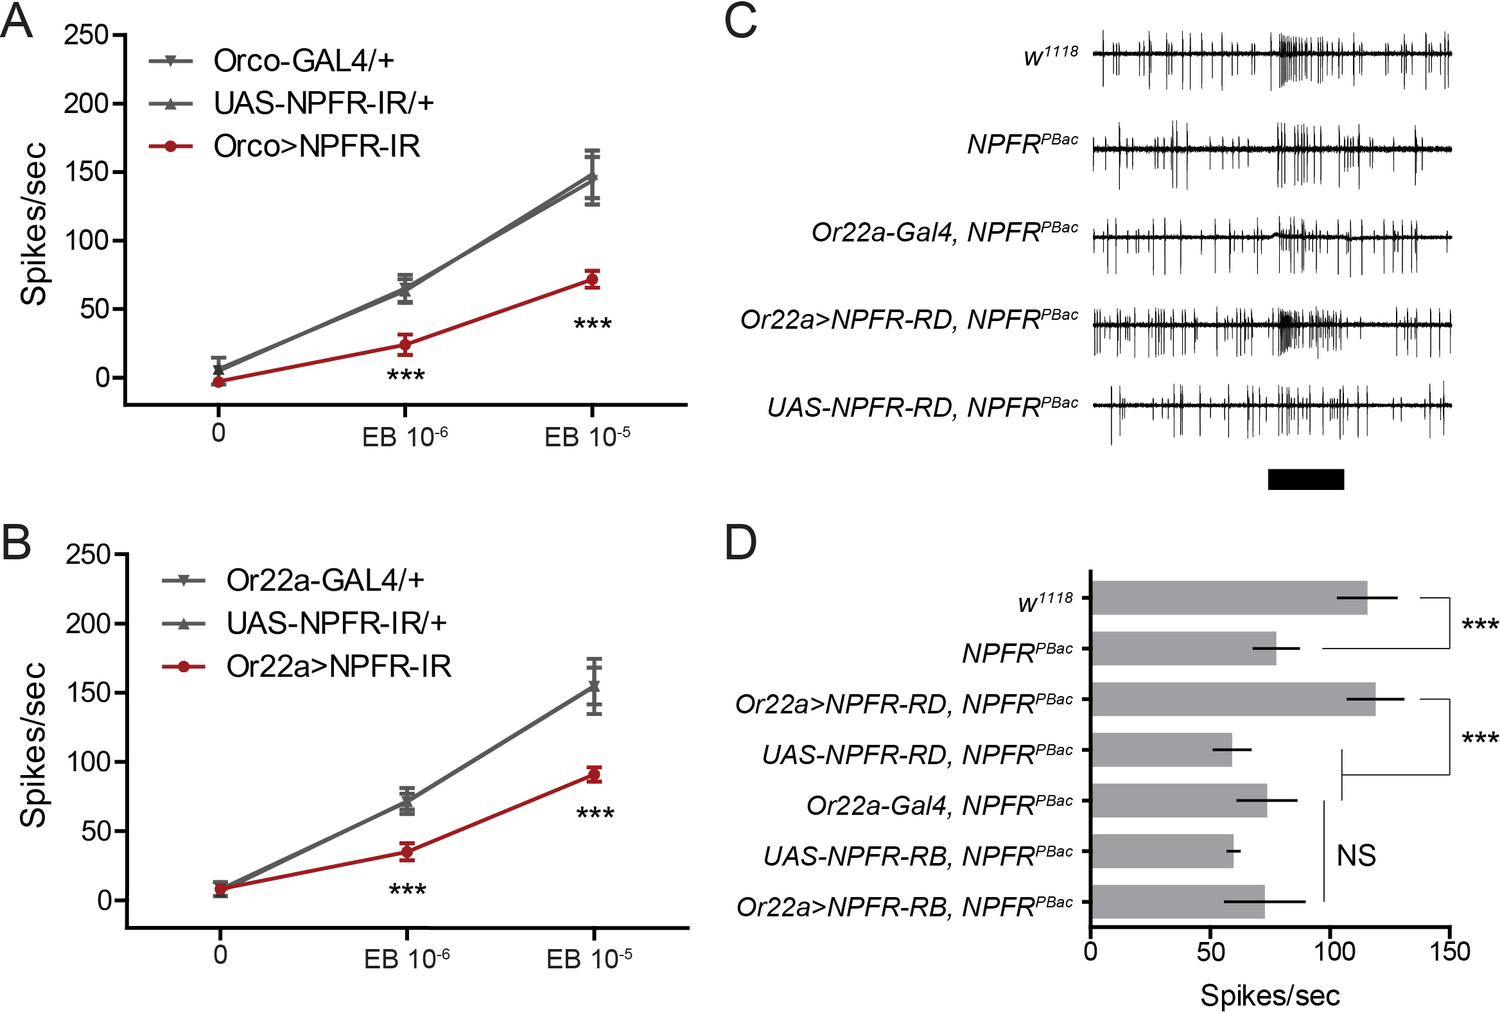 A
250
200
150
100
50
0
Spikes/sec
Orco-GAL4/+
UAS-NPFR-IR/+
Orco>NPFR-IR
***
***
0
EB 10-6
EB 10-5
B
250
200
150
100
50
0
Spikes/sec
Or22a-GAL4/+
UAS-NPFR-IR/+
Or22a>NPFR-IR
***
***
0
EB 10-6
EB 10-5
C
w1118
NPFRPBac
Or22a-Gal4, NPFRPBac
Or22a>NPFR-RD, NPFRPBac
UAS-NPFR-RD, NPFRPBac
D
w1118
NPFRPBac
Or22a>NPFR-RD, NPFRPBac
UAS-NPFR-RD, NPFRPBac
Or22a-Gal4, NPFRPBac
UAS-NPFR-RB, NPFRPBac
Or22a>NPFR-RB, NPFRPBac
***
***
NS
0
50
100
150
Spikes/sec